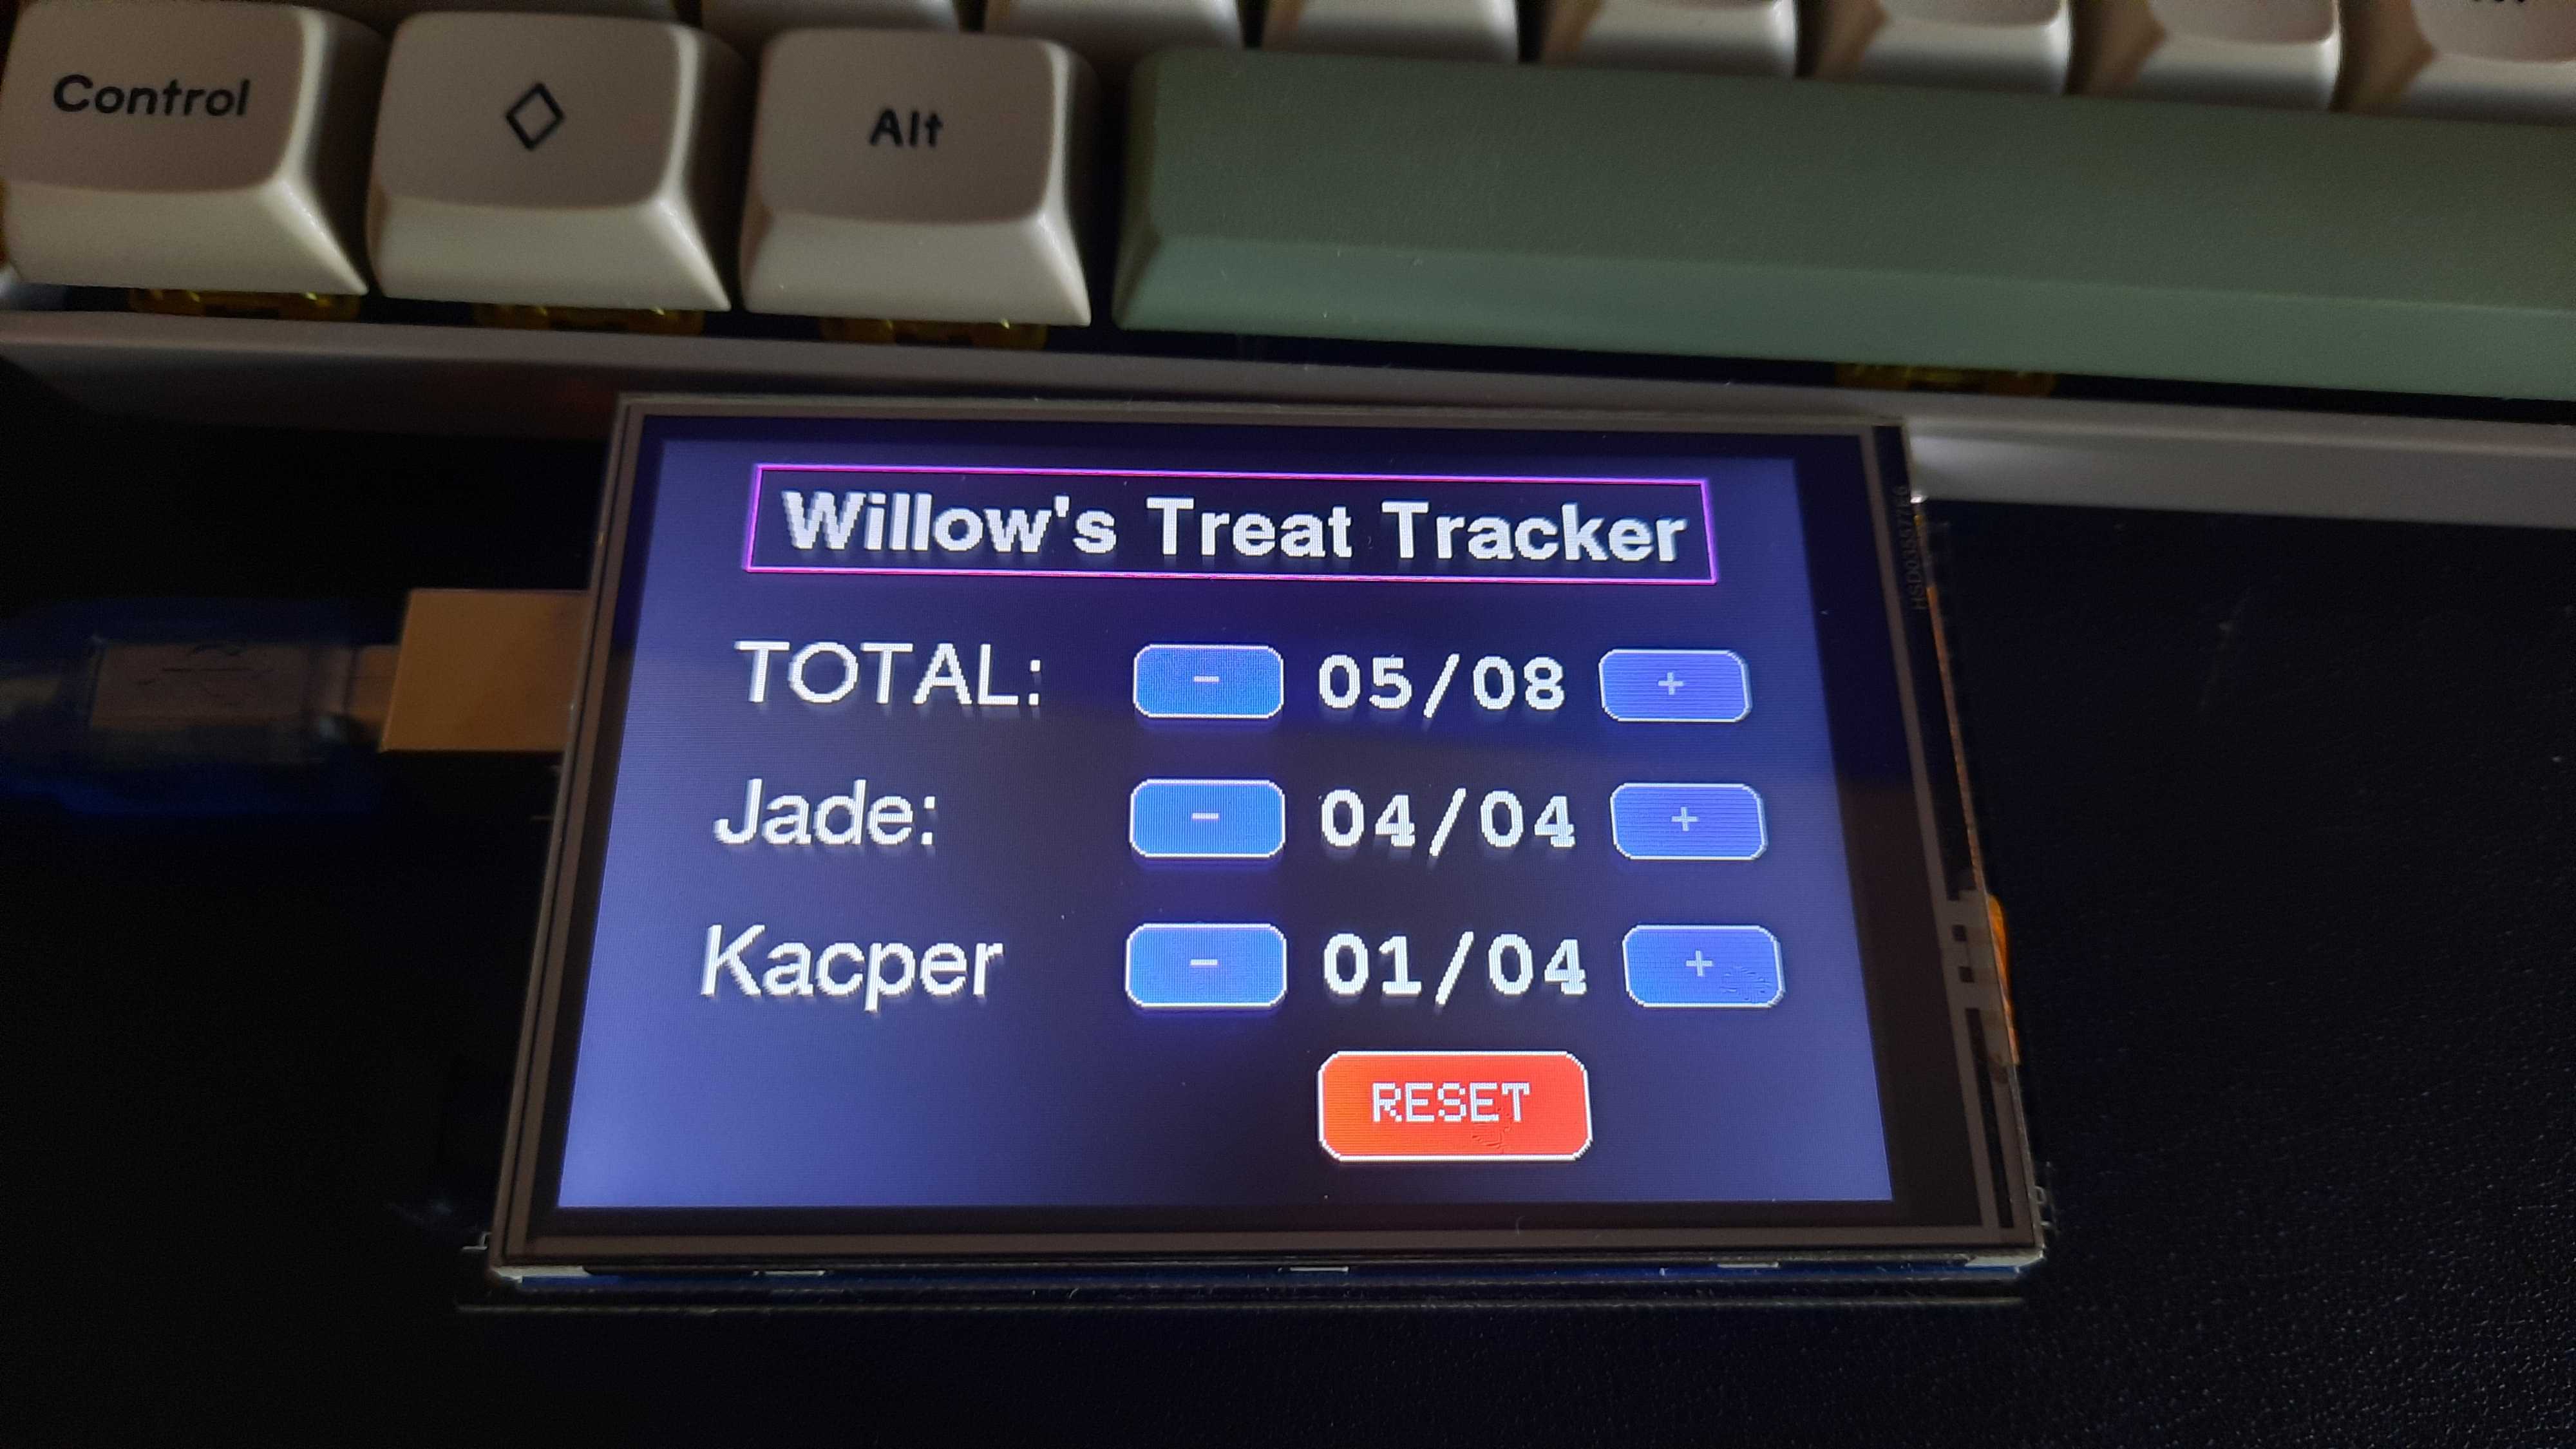 Control ◇ Alt
Willow's Treat Tracker
TOTAL: - 05/08 +
Jade: - 04/04 +
Kacper - 01/04 +
RESET